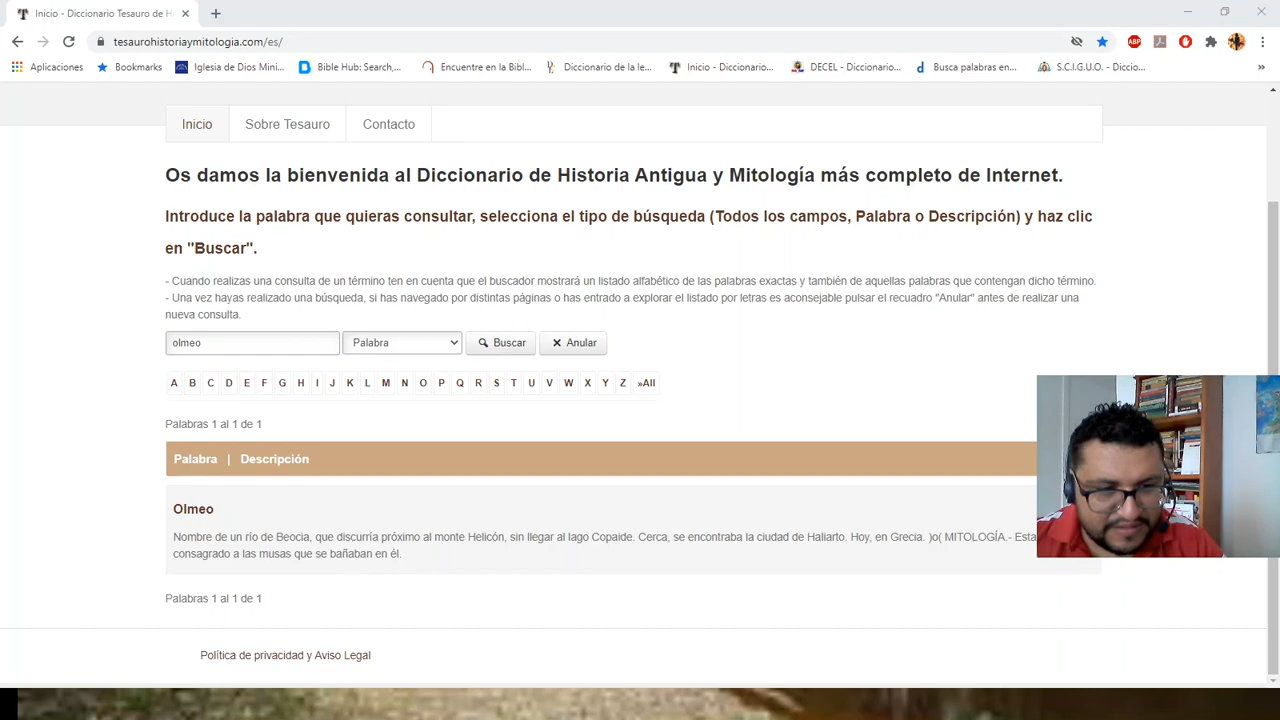 Inicio - Diccionario Tesauro de H
tesaurohistoriaymitologia.com/es/
ABP
Aplicaciones
Bookmarks
Iglesia de Dios Mini...
Bible Hub: Search,...
Encuentre en la Bibl...
Diccionario de la le...
Inicio - Diccionario...
DECEL - Diccionario...
Busca palabras en...
S.C.I.G.U.O. - Diccio...
»
Inicio
Sobre Tesauro
Contacto
Os damos la bienvenida al Diccionario de Historia Antigua y Mitología más completo de Internet.
Introduce la palabra que quieras consultar, selecciona el tipo de búsqueda (Todos los campos, Palabra o Descripción) y haz clic
en "Buscar".
- Cuando realizas una consulta de un término ten en cuenta que el buscador mostrará un listado alfabético de las palabras exactas y también de aquellas palabras que contengan dicho término.
- Una vez hayas realizado una búsqueda, si has navegado por distintas páginas o has entrado a explorar el listado por letras es aconsejable pulsar el recuadro "Anular" antes de realizar una
nueva consulta.
olmeo
Palabra
Buscar
Anular
A B C D E F G H I J K L M N O P Q R S T U V W X Y Z »All
Palabras 1 al 1 de 1
Palabra | Descripción
Olmeo
Nombre de un río de Beocia, que discurría próximo al monte Helicón, sin llegar al lago Copaide. Cerca, se encontraba la ciudad de Haliarto. Hoy, en Grecia. )o( MITOLOGÍA.- Esta
consagrado a las musas que se bañaban en él.
Palabras 1 al 1 de 1
Política de privacidad y Aviso Legal